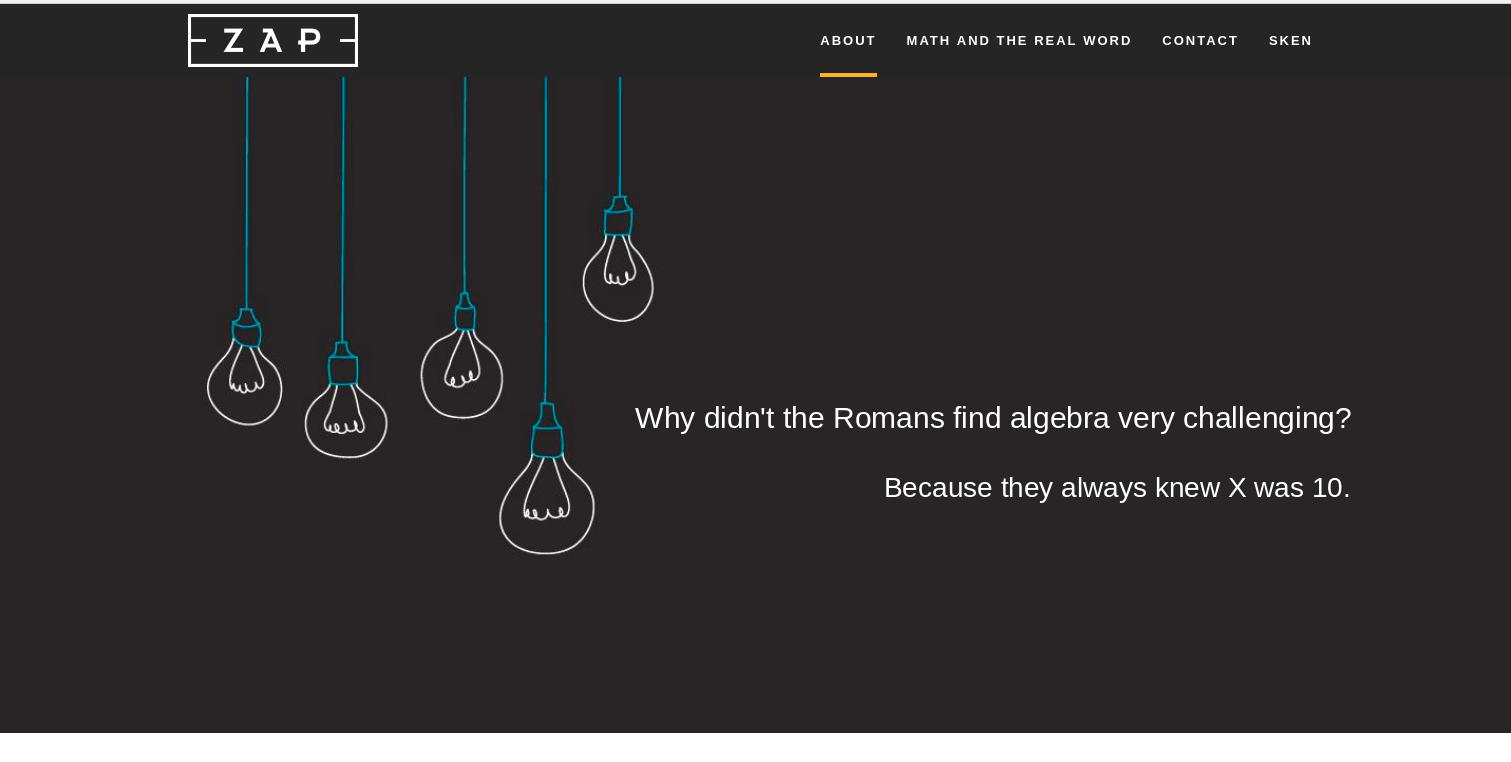 ZAP
ABOUT MATH AND THE REAL WORD CONTACT SKEN
Why didn't the Romans find algebra very challenging?
Because they always knew X was 10.